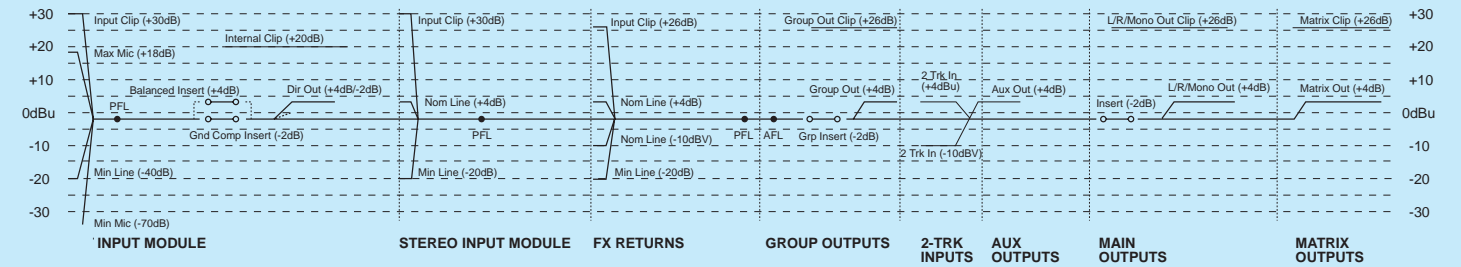 +30
+20
+10
0dBu
-10
-20
-30
Input Clip (+30dB)
Internal Clip (+20dB)
Max Mic (+18dB)
Balanced Insert (+4dB)
Dir Out (+4dB/-2dB)
PFL
Gnd Comp Insert (-2dB)
Min Line (-40dB)
Min Mic (-70dB)
INPUT MODULE
Input Clip (+30dB)
Nom Line (+4dB)
PFL
Min Line (-20dB)
STEREO INPUT MODULE
Input Clip (+26dB)
Nom Line (+4dB)
Nom Line (-10dBV)
Min Line (-20dB)
FX RETURNS
PFL
Group Out Clip (+26dB)
Group Out (+4dB)
AFL
Grp Insert (-2dB)
GROUP OUTPUTS
2 Trk In
(+4dBu)
2 Trk In (-10dBV)
2-TRK
INPUTS
Aux Out (+4dB)
AUX
OUTPUTS
L/R/Mono Out Clip (+26dB)
L/R/Mono Out (+4dB)
Insert (-2dB)
MAIN
OUTPUTS
Matrix Clip (+26dB)
Matrix Out (+4dB)
MATRIX
OUTPUTS
+30
+20
+10
0dBu
-10
-20
-30